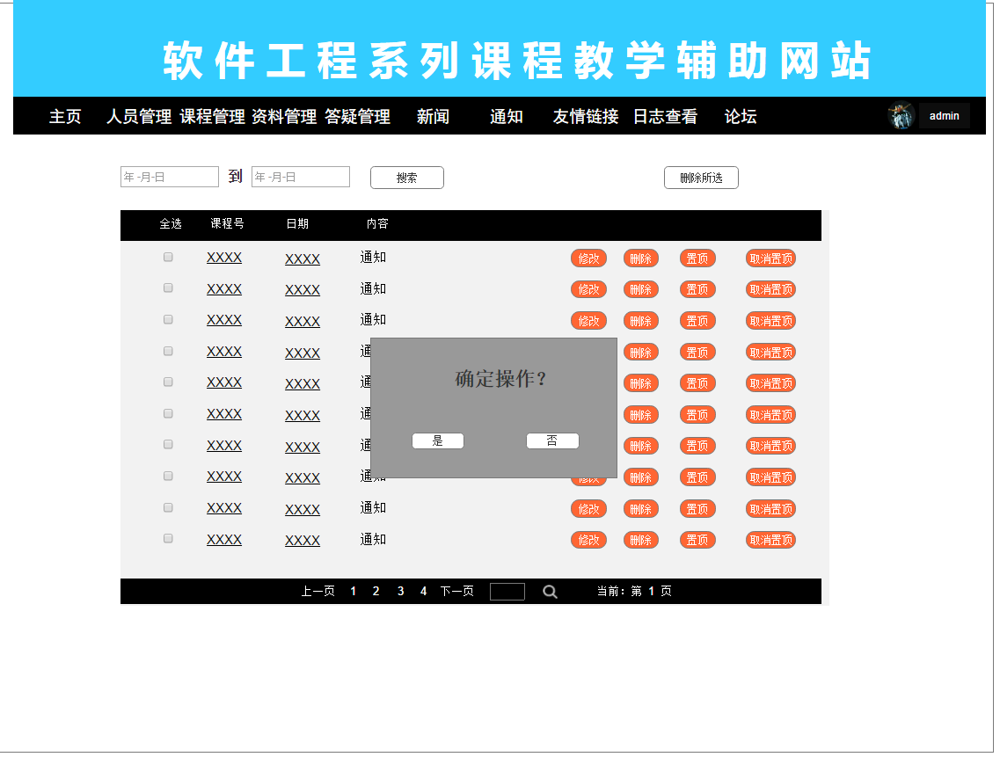 软件工程系列课程教学辅助网站
主页 人员管理 课程管理 资料管理 答疑管理 新闻 通知 友情链接 日志查看 论坛 admin
年 -月-日 到 年 -月-日 搜索 删除所选
全选 课程号 日期 内容
XXXX XXXX 通知 修改 删除 置顶 取消置顶
XXXX XXXX 通知 修改 删除 置顶 取消置顶
XXXX XXXX 通知 修改 删除 置顶 取消置顶
XXXX XXXX 通 删除 置顶 取消置顶
确定操作？
XXXX XXXX 通 删除 置顶 取消置顶
XXXX XXXX 通 删除 置顶 取消置顶
是 否
XXXX XXXX 通 删除 置顶 取消置顶
XXXX XXXX 通知 修改 删除 置顶 取消置顶
XXXX XXXX 通知 修改 删除 置顶 取消置顶
XXXX XXXX 通知 修改 删除 置顶 取消置顶
上一页 1 2 3 4 下一页 当前：第 1 页